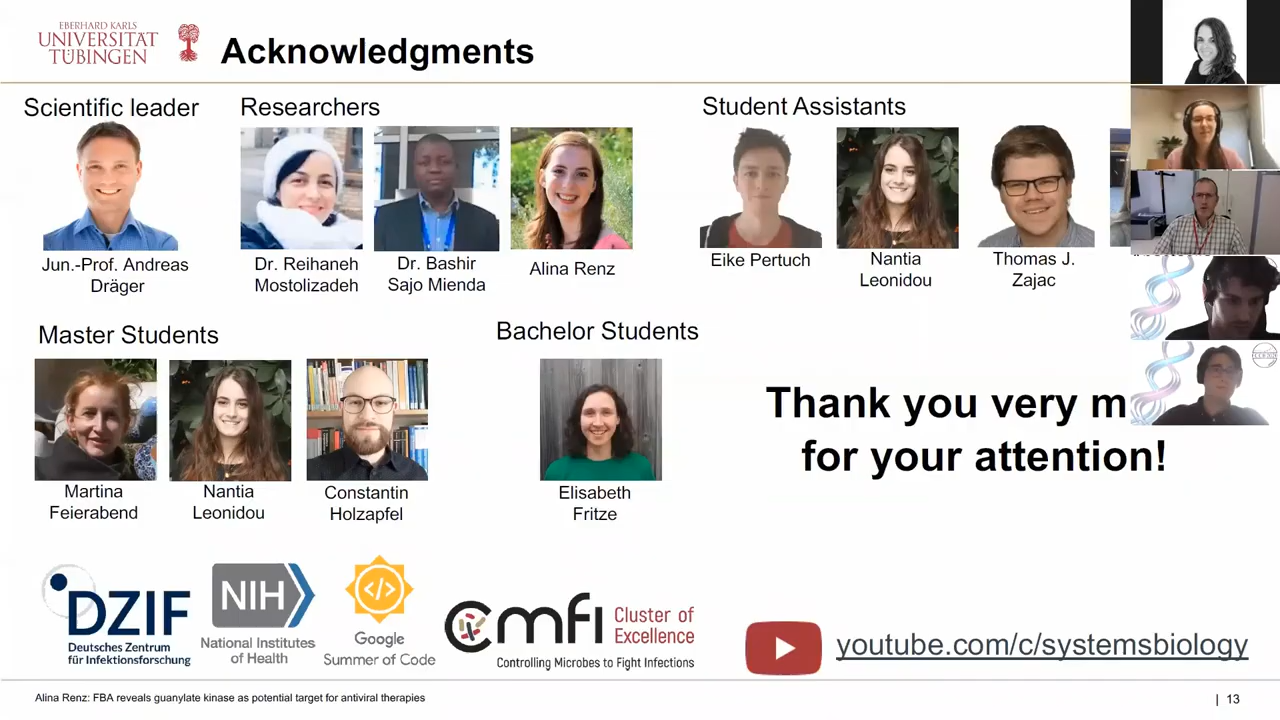 EBERHARD KARLS
UNIVERSITÄT
TÜBINGEN
Acknowledgments
Scientific leader
Researchers
Student Assistants
Jun.-Prof. Andreas
Dräger
Dr. Reihaneh
Mostolizadeh
Dr. Bashir
Sajo Mienda
Alina Renz
Eike Pertuch
Nantia
Leonidou
Thomas J.
Zajac
Master Students
Bachelor Students
Martina
Feierabend
Nantia
Leonidou
Constantin
Holzapfel
Elisabeth
Fritze
Thank you very m
for your attention!
DZIF
Deutsches Zentrum
für Infektionsforschung
NIH
National Institutes
of Health
</>
Google
Summer of Code
cmfi
Cluster of
Excellence
Controlling Microbes to Fight Infections
youtube.com/c/systemsbiology
Alina Renz: FBA reveals guanylate kinase as potential target for antiviral therapies
| 13